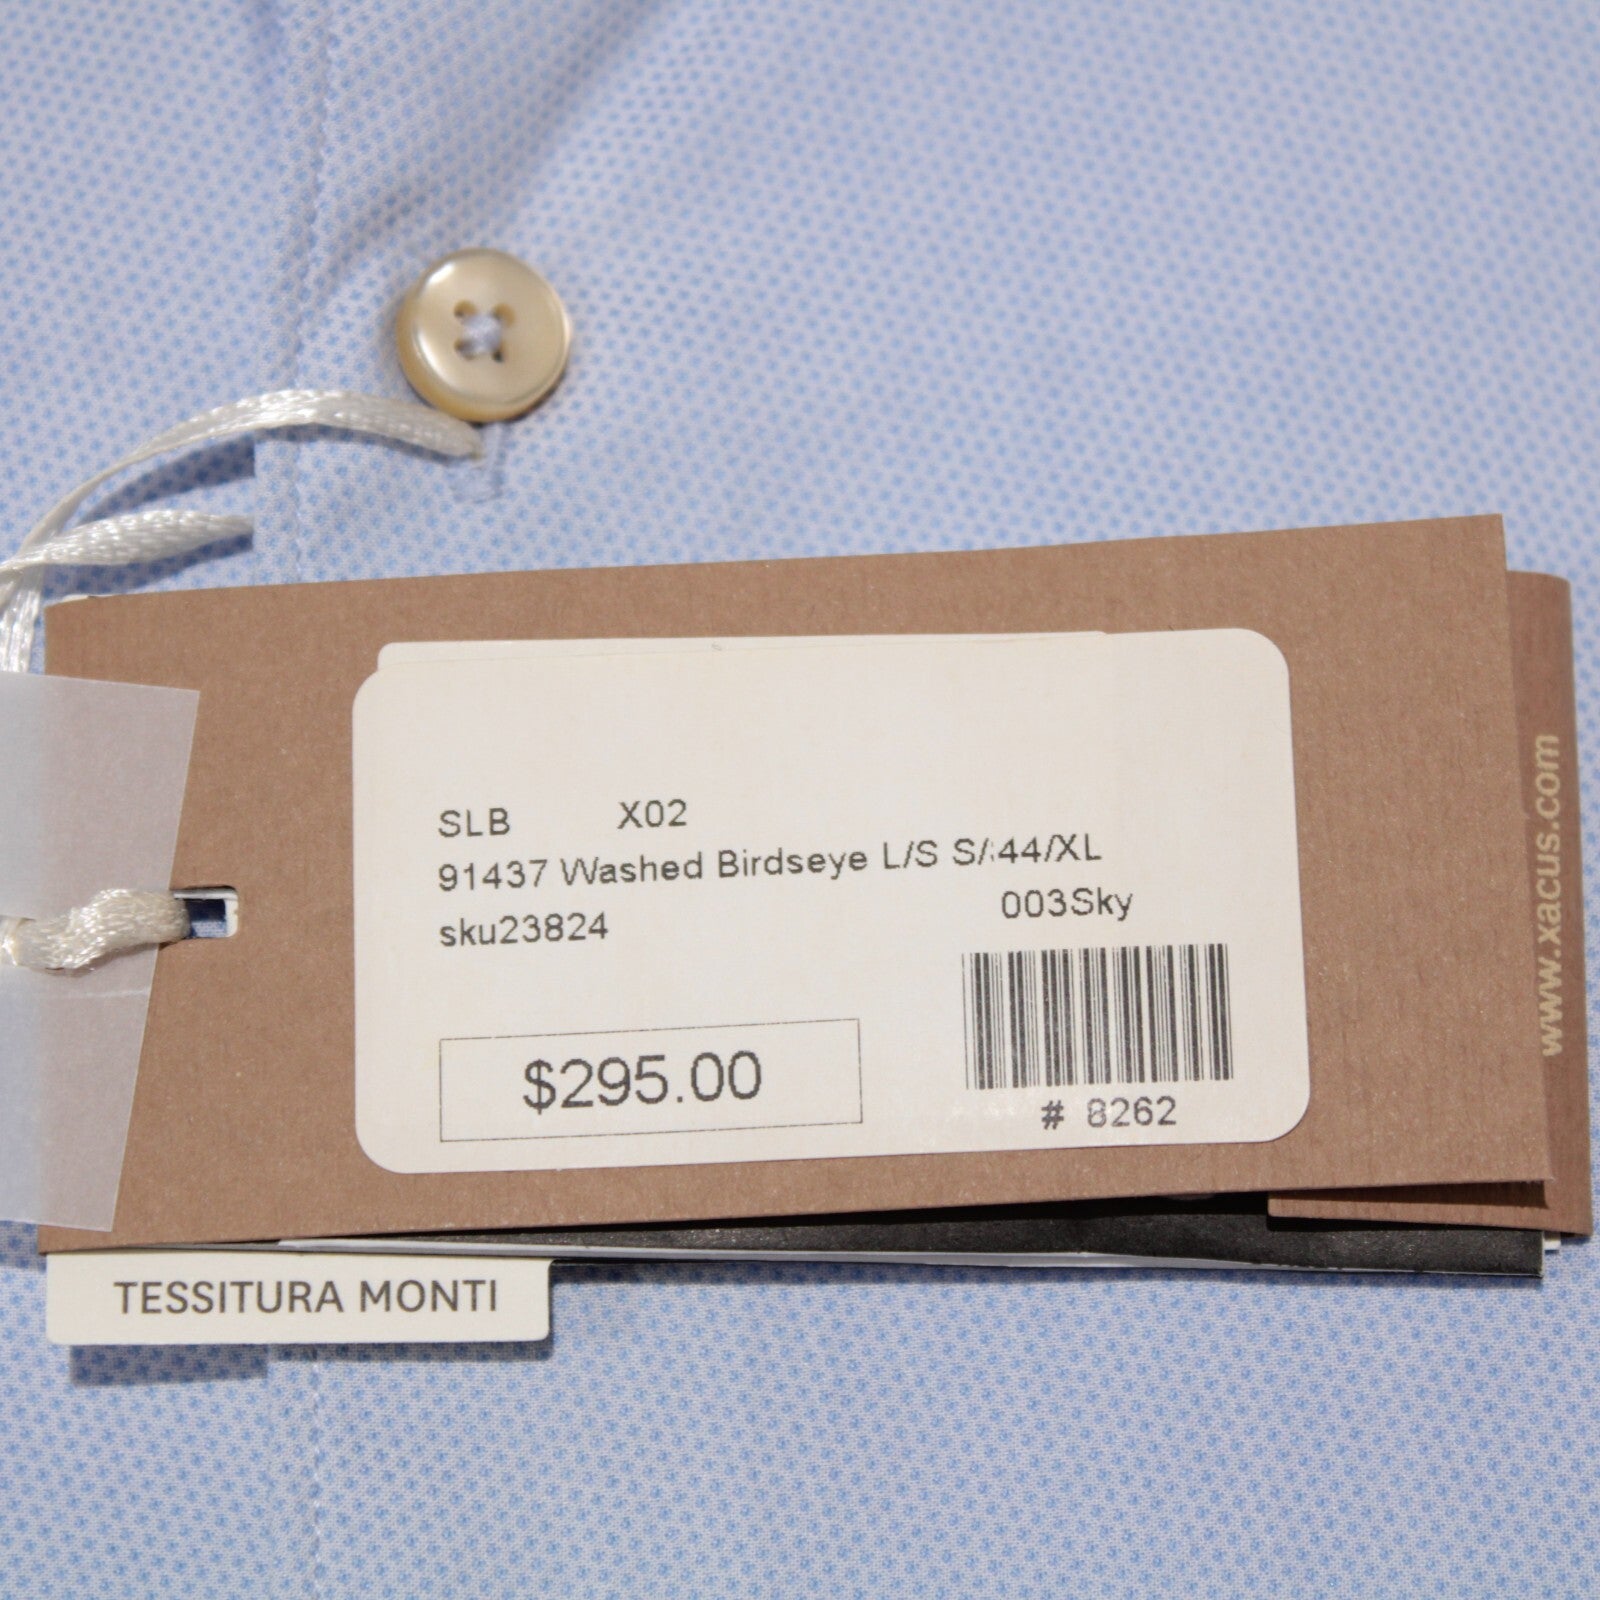 SLB X02
91437 Washed Birdseye L/S S/44/XL
sku23824 003Sky
$295.00
# 8262
www.xacus.com
TESSITURA MONTI